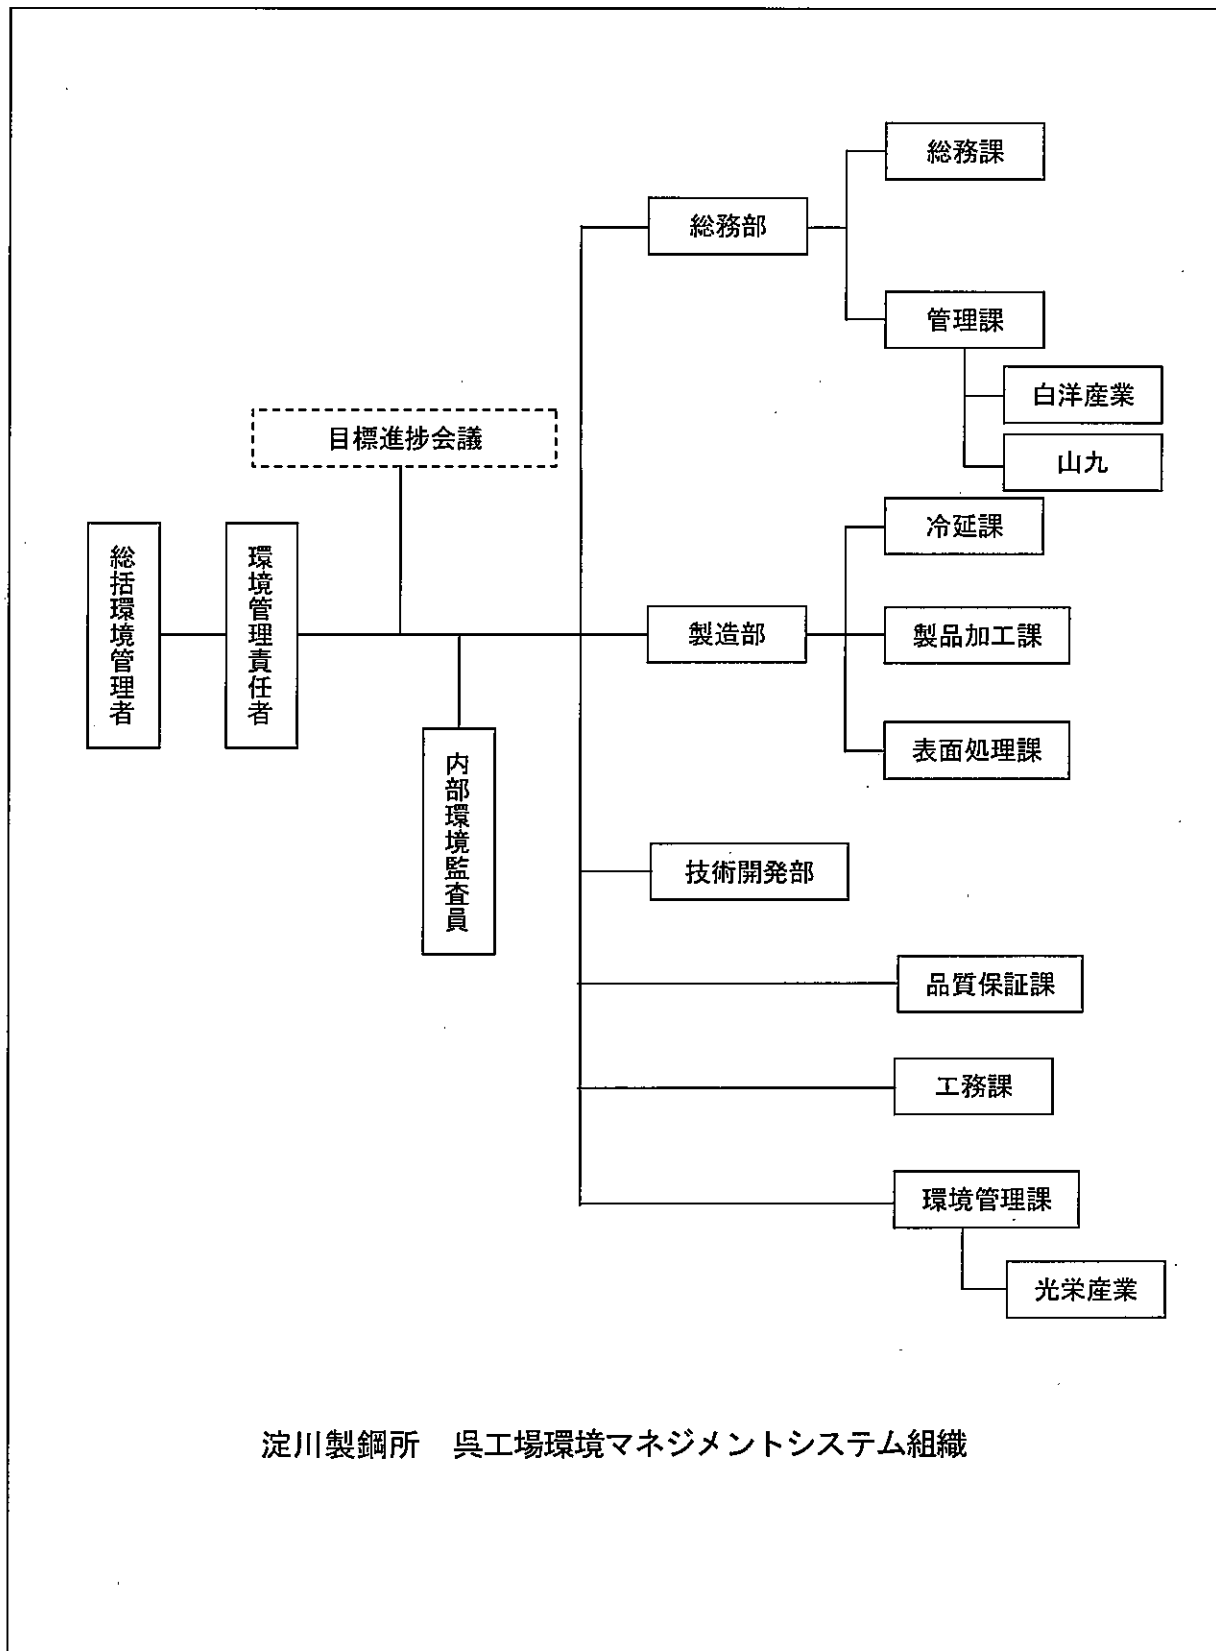 総務課
総務部
管理課
白洋産業
山九
目標進捗会議
総括環境管理者
環境管理責任者
内部環境監査員
冷延課
製造部
製品加工課
表面処理課
技術開発部
品質保証課
工務課
環境管理課
光栄産業
淀川製鋼所　呉工場環境マネジメントシステム組織